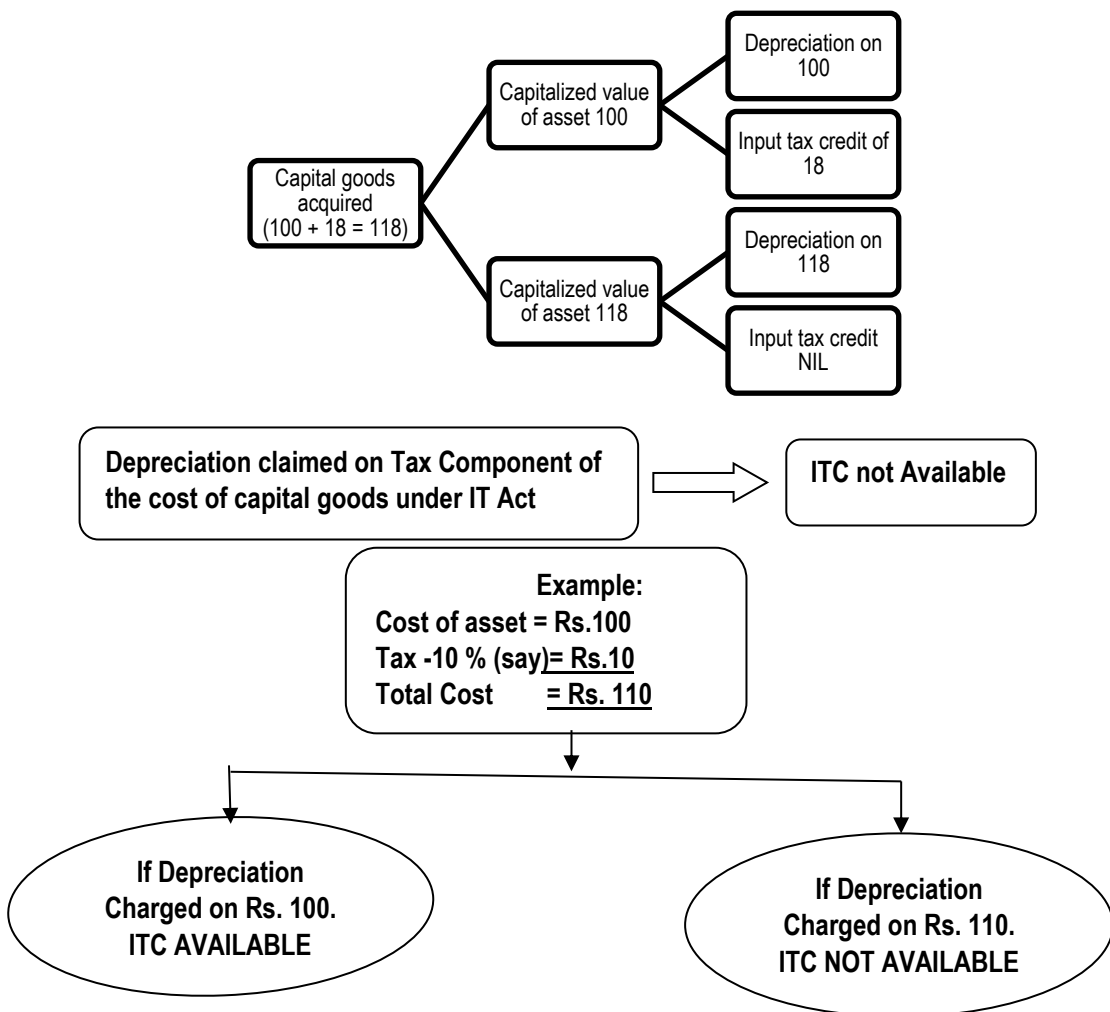 Capital goods
acquired
(100 + 18 = 118)
Capitalized value
of asset 100
Depreciation on
100
Input tax credit of
18
Capitalized value
of asset 118
Depreciation on
118
Input tax credit
NIL
Depreciation claimed on Tax Component of
the cost of capital goods under IT Act
ITC not Available
Example:
Cost of asset = Rs.100
Tax -10 % (say)= Rs.10
Total Cost = Rs. 110
If Depreciation
Charged on Rs. 100.
ITC AVAILABLE
If Depreciation
Charged on Rs. 110.
ITC NOT AVAILABLE